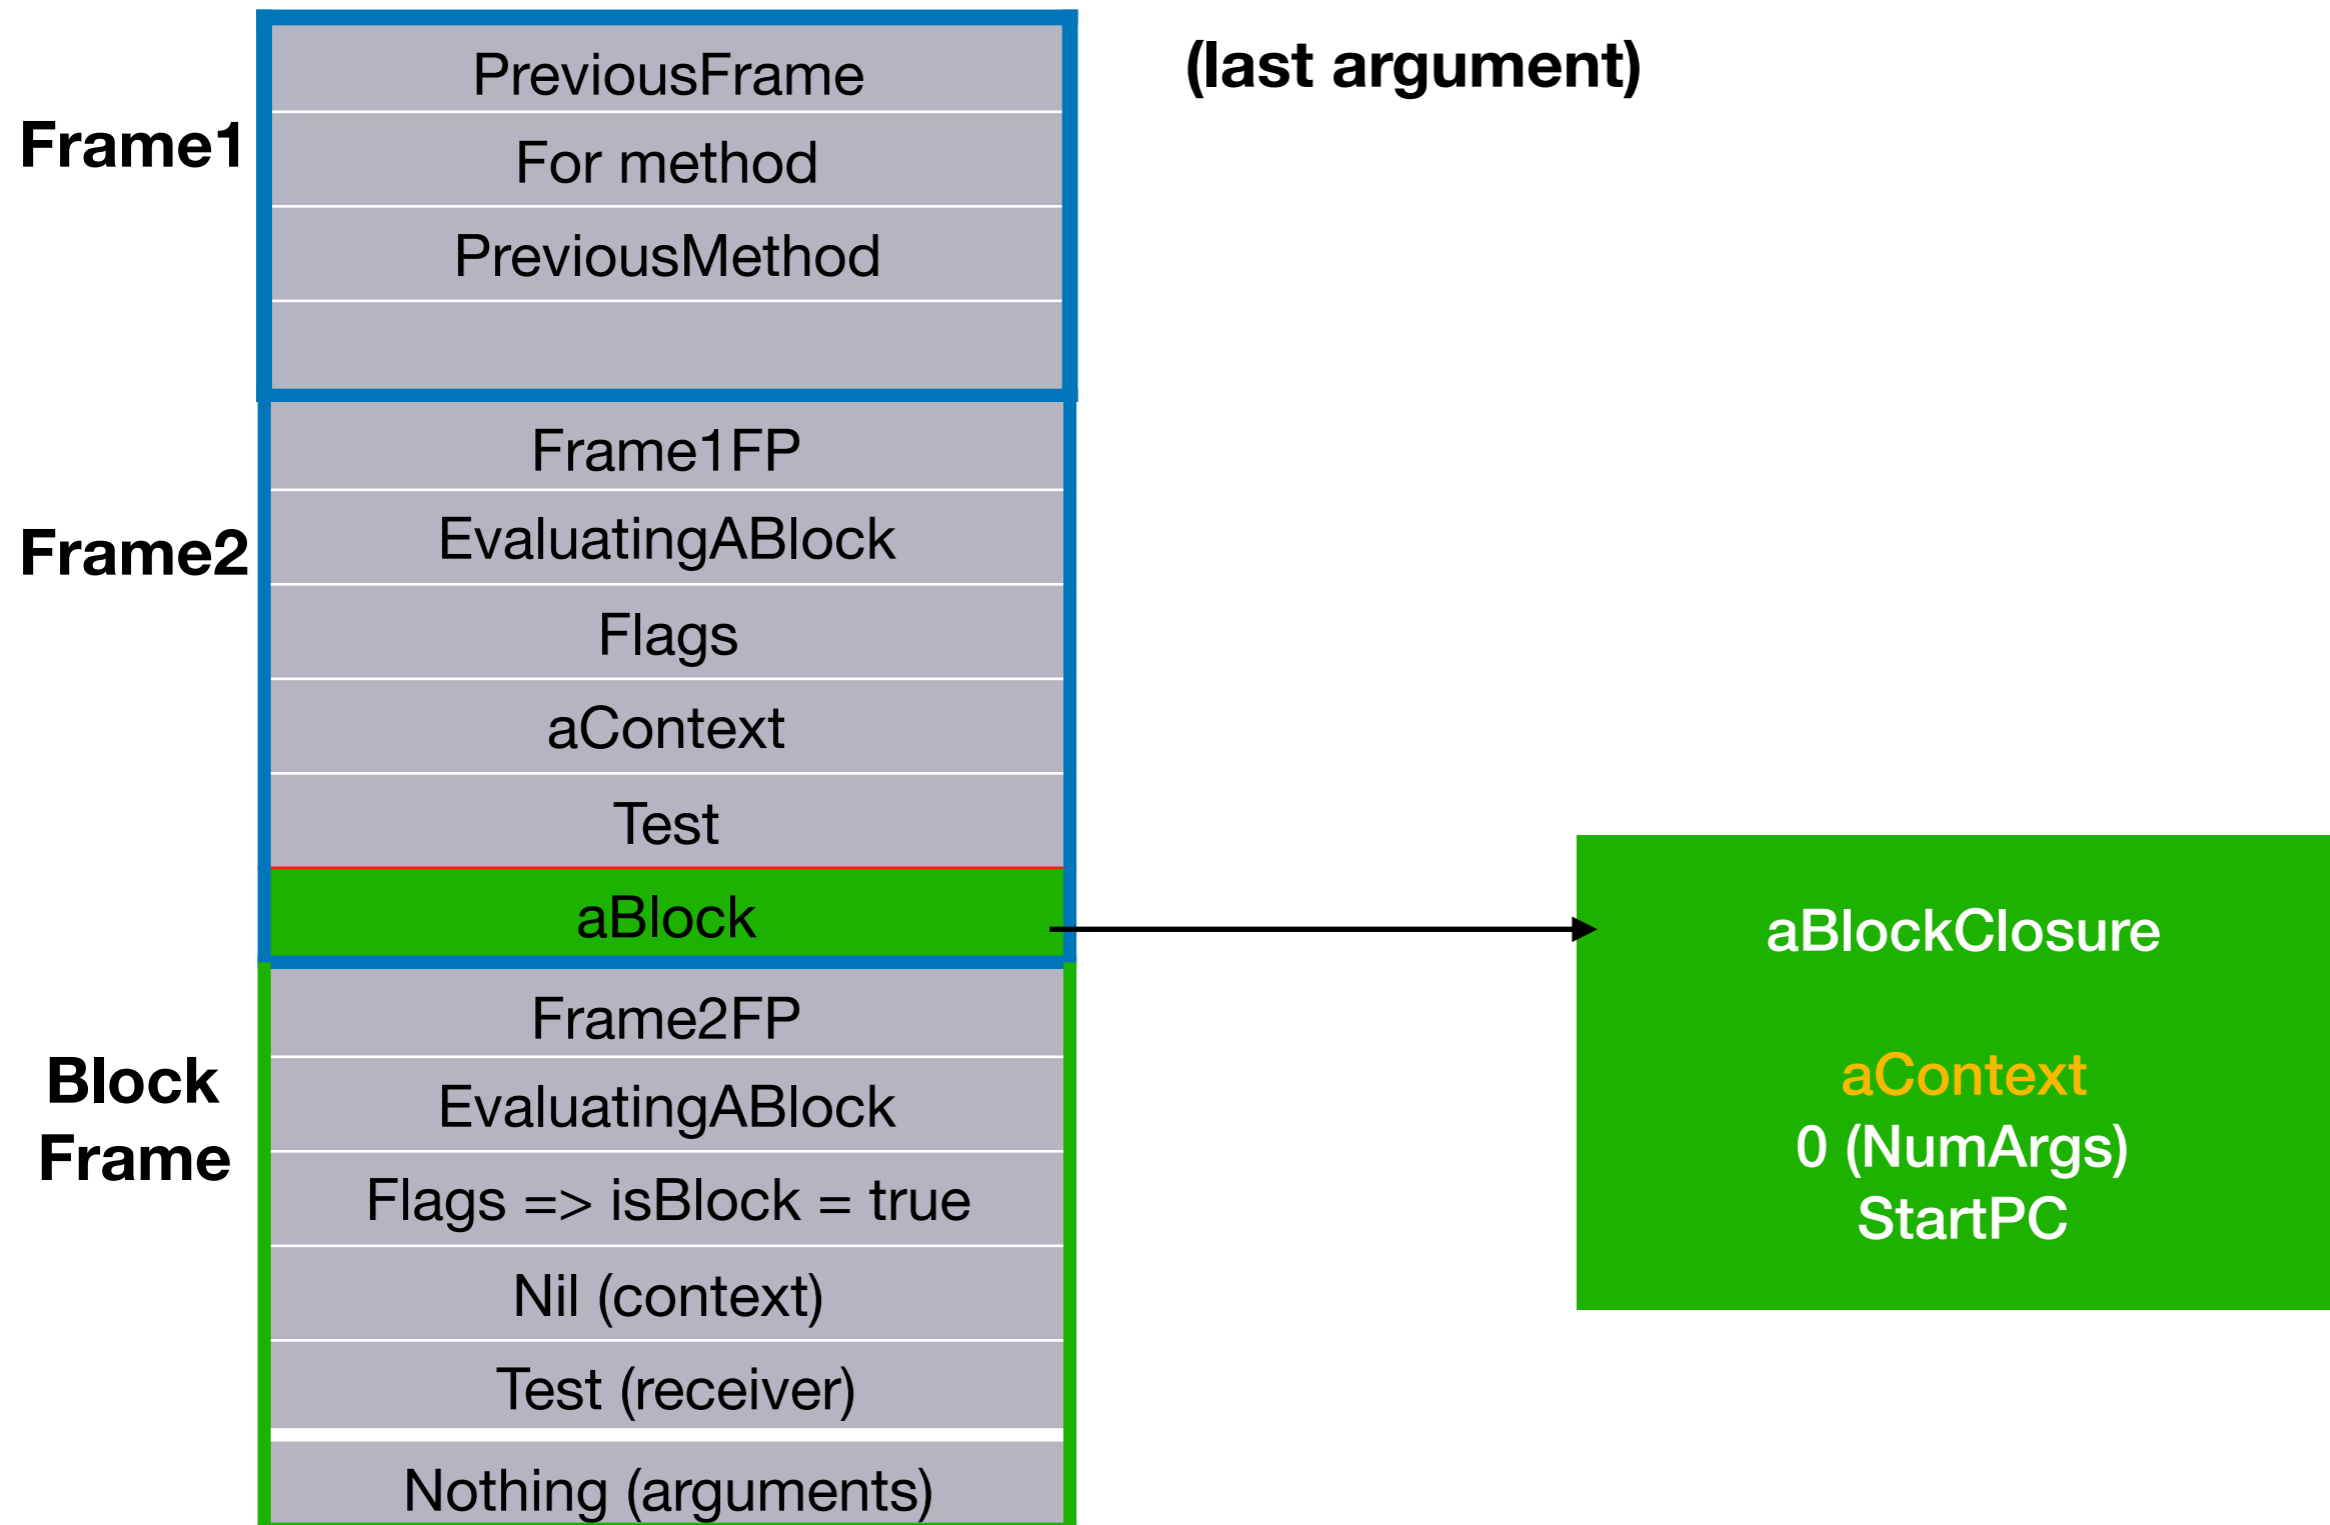 PreviousFrame
(last argument)
Frame1
For method
PreviousMethod
Frame1FP
Frame2
EvaluatingABlock
Flags
aContext
Test
aBlock
Frame2FP
Block
Frame
EvaluatingABlock
Flags => isBlock = true
Nil (context)
Test (receiver)
Nothing (arguments)
aBlockClosure
aContext
0 (NumArgs)
StartPC